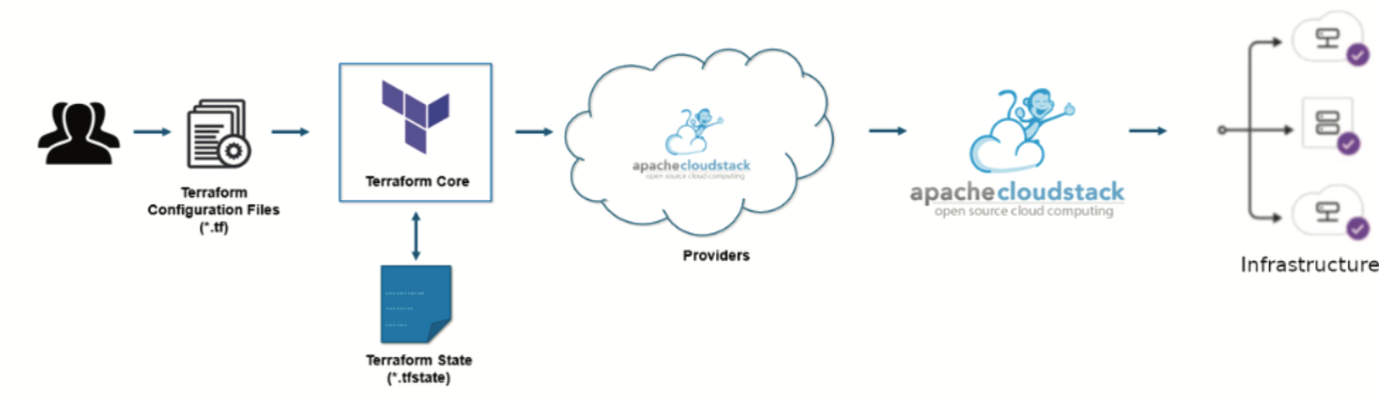 Terraform
Configuration Files
(*.tf)
Terraform Core
Terraform State
(*.tfstate)
apachecloudstack
open source cloud computing
Providers
apachecloudstack
open source cloud computing
Infrastructure